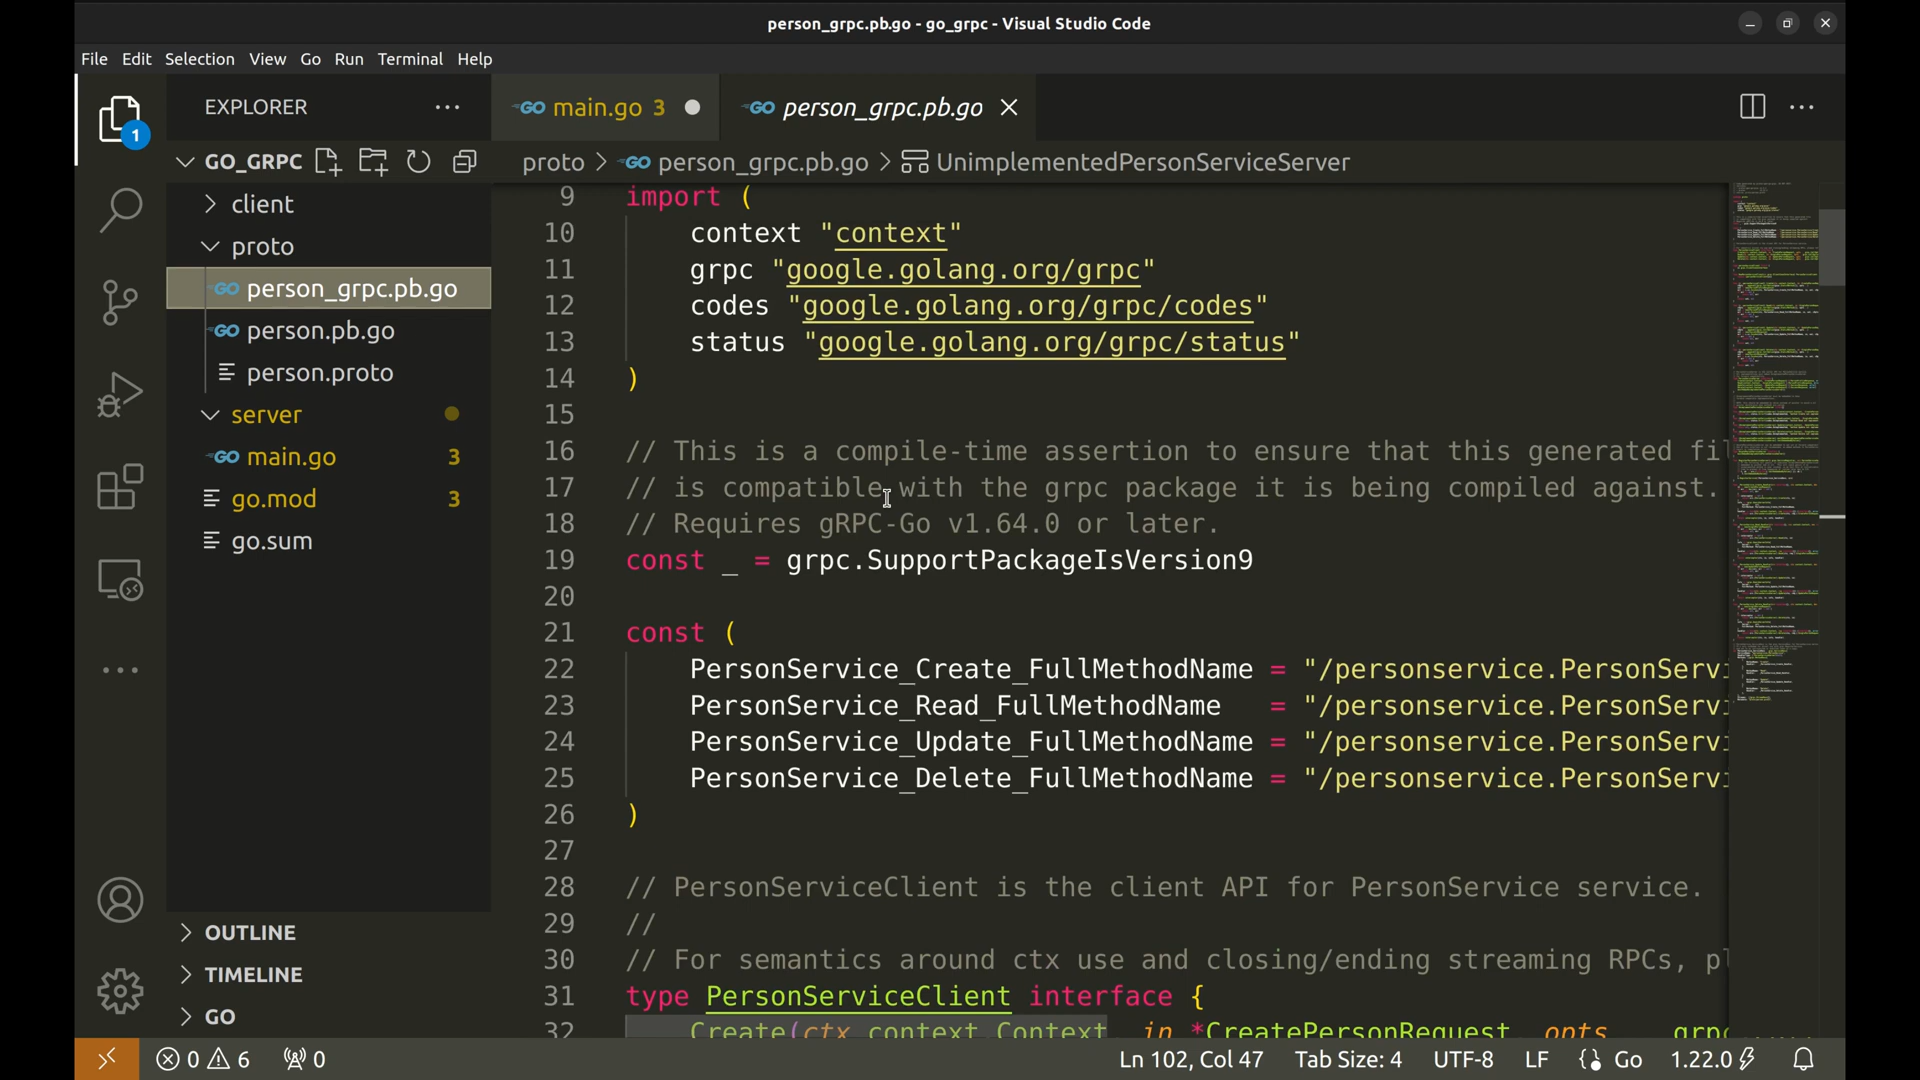 person_grpc.pb.go - go_grpc - Visual Studio Code
File Edit Selection View Go Run Terminal Help
EXPLORER
GO main.go 3
GO person_grpc.pb.go
1
GO_GRPC
proto > GO person_grpc.pb.go > UnimplementedPersonServiceServer
client
proto
GO person_grpc.pb.go
GO person.pb.go
person.proto
server
GO main.go 3
go.mod 3
go.sum
OUTLINE
TIMELINE
GO
9 import (
10 context "context"
11 grpc "google.golang.org/grpc"
12 codes "google.golang.org/grpc/codes"
13 status "google.golang.org/grpc/status"
14 )
15
16 // This is a compile-time assertion to ensure that this generated fil
17 // is compatible with the grpc package it is being compiled against.
18 // Requires gRPC-Go v1.64.0 or later.
19 const _ = grpc.SupportPackageIsVersion9
20
21 const (
22 PersonService_Create_FullMethodName = "/personservice.PersonServi
23 PersonService_Read_FullMethodName = "/personservice.PersonServi
24 PersonService_Update_FullMethodName = "/personservice.PersonServi
25 PersonService_Delete_FullMethodName = "/personservice.PersonServi
26 )
27
28 // PersonServiceClient is the client API for PersonService service.
29 //
30 // For semantics around ctx use and closing/ending streaming RPCs, pl
31 type PersonServiceClient interface {
32 Create(ctx context.Context, in *CreatePersonRequest, opts ...grpc
0 6 0
Ln 102, Col 47 Tab Size: 4 UTF-8 LF Go 1.22.0